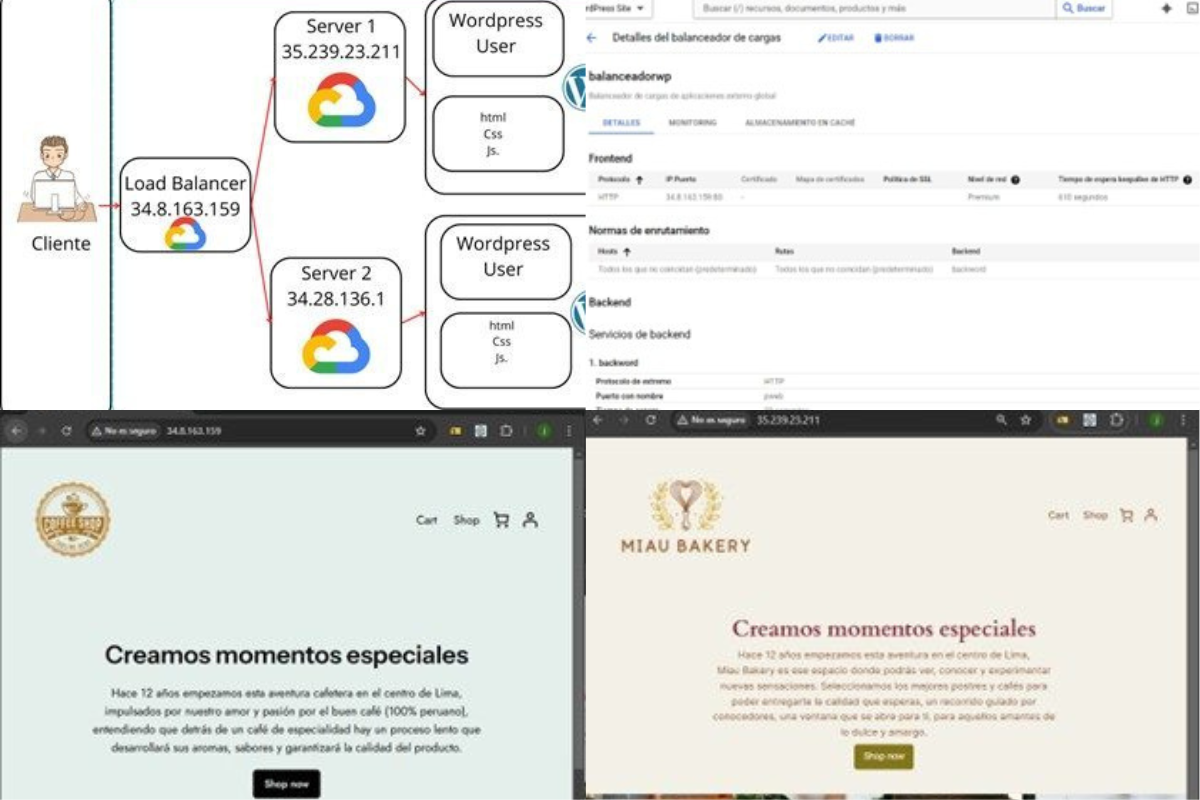 Cliente
Load Balancer
34.8.163.159
Server 1
35.239.23.211
Server 2
34.28.136.1
Wordpress
User
html
Css
Js.
Wordpress
User
html
Css
Js.
rdPress Site
Buscar (/) recursos, documentos, productos y más
Buscar
Detalles del balanceador de cargas
EDITAR
BORRAR
balanceadorwp
Balanceador de cargas de aplicaciones externo global
DETALLES
MONITORING
ALMACENAMIENTO EN CACHÉ
Frontend
Protocolo
IP:Puerto
Certificado
Mapa de certificados
Política de SSL
Nivel de red
Tiempo de espera keepalive de HTTP
HTTP
34.8.163.159:80
-
Premium
610 segundos
Normas de enrutamiento
Hosts
Rutas
Backend
Todos los que no coincidan (predeterminado)
Todos los que no coincidan (predeterminado)
backword
Backend
Servicios de backend
1. backword
Protocolo de extremo
HTTP
Puerto con nombre
No es seguro
34.8.163.159
COFFEE SHOP
Cart
Shop
Creamos momentos especiales
Hace 12 años empezamos esta aventura cafetera en el centro de Lima,
impulsados por nuestro amor y pasión por el buen café (100% peruano),
entendiendo que detrás de un café de especialidad hay un proceso lento que
desarrollará sus aromas, sabores y garantizará la calidad del producto.
Shop now
No es seguro
35.239.23.211
MIAU BAKERY
Cart
Shop
Creamos momentos especiales
Hace 12 años empezamos esta aventura en el centro de Lima,
Miau Bakery es ese espacio donde podrás ver, conocer y experimentar
nuevas sensaciones. Seleccionamos los mejores postres y cafés para
poder entregarte la calidad que esperas, un recorrido guiado por
conocedores, una ventana que se abre para ti, para aquellos amantes de
lo dulce y amargo.
Shop now